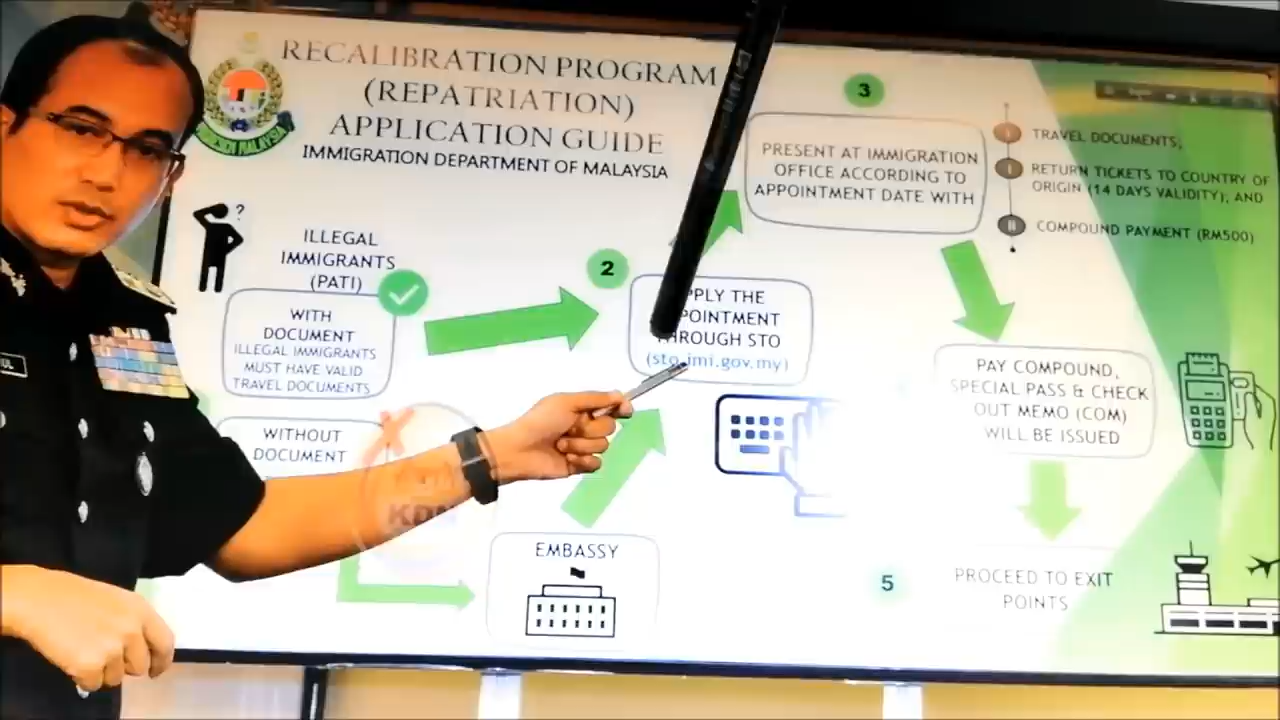 RECALIBRATION PROGRAM
(REPATRIATION)
APPLICATION GUIDE
IMMIGRATION DEPARTMENT OF MALAYSIA
?
ILLEGAL
IMMIGRANTS
(PATI)
WITH
DOCUMENT
ILLEGAL IMMIGRANTS
MUST HAVE VALID
TRAVEL DOCUMENTS
WITHOUT
DOCUMENT
EMBASSY
2
THE
STO
(sto.imi.gov.my)
3
PRESENT AT IMMIGRATION
OFFICE ACCORDING TO
APPOINTMENT DATE WITH
TRAVEL DOCUMENTS;
RETURN TICKETS TO COUNTRY OF
ORIGIN (14 DAYS VALIDITY); AND
COMPOUND PAYMENT (RM500)
PAY COMPOUND,
SPECIAL PASS & CHECK
OUT MEMO (COM)
WILL BE ISSUED
5
PROCEED TO EXIT
POINTS
KDN